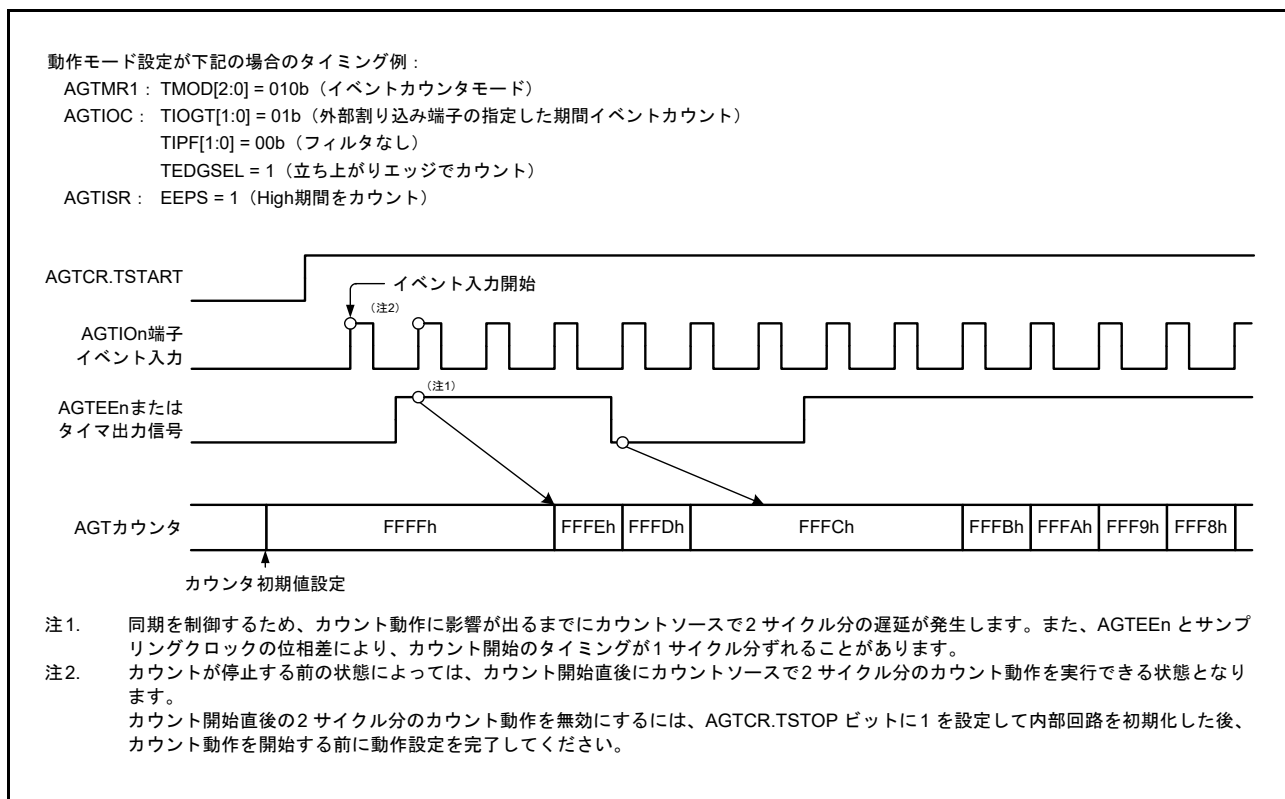 動作モード設定が下記の場合のタイミング例：
AGTMR1： TMOD[2:0] = 010b（イベントカウンタモード）
AGTIOC： TIOGT[1:0] = 01b（外部割り込み端子の指定した期間イベントカウント）
TIPF[1:0] = 00b（フィルタなし）
TEDGSEL = 1（立ち上がりエッジでカウント）
AGTISR： EEPS = 1（High期間をカウント）
AGTCR.TSTART
イベント入力開始
（注2）
AGTIOn端子
イベント入力
（注1）
AGTEEnまたは
タイマ出力信号
AGTカウンタ FFFFh FFFEh FFFDh FFFCh FFFBh FFFAh FFF9h FFF8h
カウンタ初期値設定
注1. 同期を制御するため、カウント動作に影響が出るまでにカウントソースで2 サイクル分の遅延が発生します。また、AGTEEn とサンプ
リングクロックの位相差により、カウント開始のタイミングが1 サイクル分ずれることがあります。
注2. カウントが停止する前の状態によっては、カウント開始直後にカウントソースで2 サイクル分のカウント動作を実行できる状態となり
ます。
カウント開始直後の2 サイクル分のカウント動作を無効にするには、AGTCR.TSTOP ビットに1 を設定して内部回路を初期化した後、
カウント動作を開始する前に動作設定を完了してください。